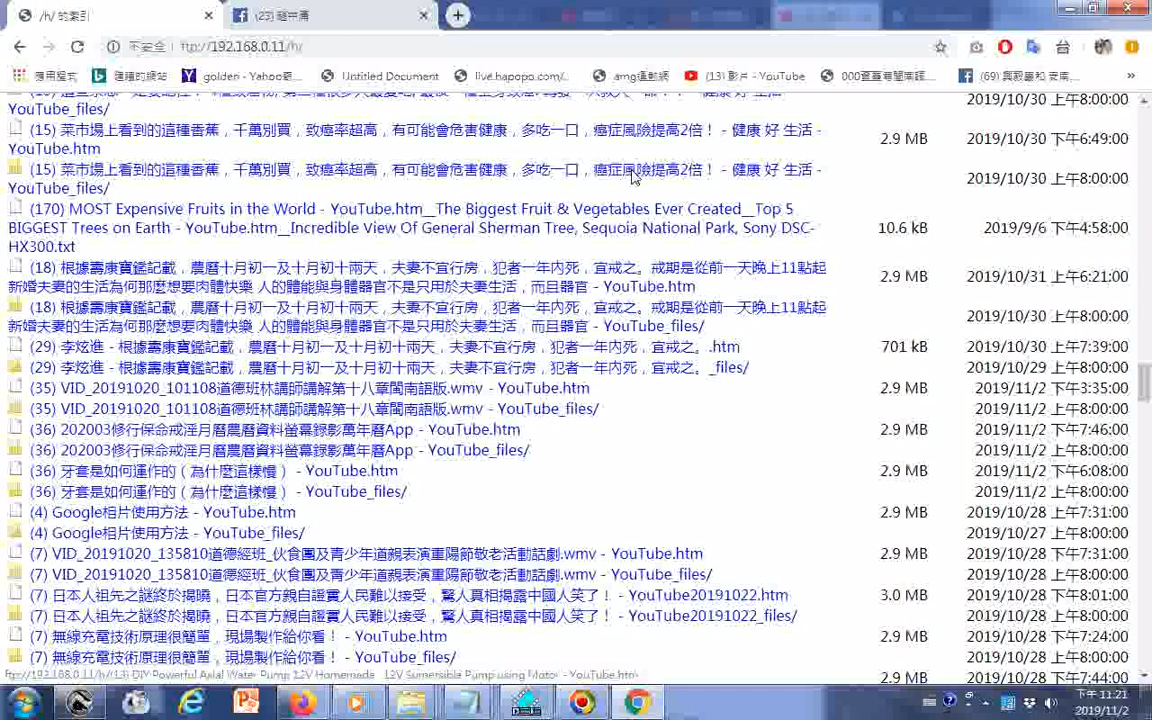 /h/ 的索引
不安全 | ftp://192.168.0.11/h/
應用程式
golden - Yahoo奇...
Untitled Document
live.hapopo.com/...
(13) 影片 - YouTube
YouTube_files/
2019/10/30 上午8:00:00
(15) 菜市場上看到的這種香蕉，千萬別買，致癌率超高，有可能會危害健康，多吃一口，癌症風險提高2倍！ - 健康 好 生活 -
YouTube.htm
2.9 MB
2019/10/30 下午6:49:00
(15) 菜市場上看到的這種香蕉，千萬別買，致癌率超高，有可能會危害健康，多吃一口，癌症風險提高2倍！ - 健康 好 生活 -
YouTube_files/
2019/10/30 上午8:00:00
(170) MOST Expensive Fruits in the World - YouTube.htm__The Biggest Fruit & Vegetables Ever Created__Top 5
BIGGEST Trees on Earth - YouTube.htm__Incredible View Of General Sherman Tree, Sequoia National Park, Sony DSC-
HX300.txt
10.6 kB
2019/9/6 下午4:58:00
(18) 根據壽康寶鑑記載，農曆十月初一及十月初十兩天，夫妻不宜行房，犯者一年内死，宜戒之。戒期是從前一天晚上11點起
新婚夫妻的生活為何那麼想要肉體快樂 人的體能與身體器官不是只用於夫妻生活，而且器官 - YouTube.htm
2.9 MB
2019/10/31 上午6:21:00
(18) 根據壽康寶鑑記載，農曆十月初一及十月初十兩天，夫妻不宜行房，犯者一年内死，宜戒之。戒期是從前一天晚上11點起
新婚夫妻的生活為何那麼想要肉體快樂 人的體能與身體器官不是只用於夫妻生活，而且器官 - YouTube_files/
2019/10/30 上午8:00:00
(29) 李炫進 - 根據壽康寶鑑記載，農曆十月初一及十月初十兩天，夫妻不宜行房，犯者一年内死，宜戒之。.htm 701 kB 2019/10/30 上午7:39:00
(29) 李炫進 - 根據壽康寶鑑記載，農曆十月初一及十月初十兩天，夫妻不宜行房，犯者一年内死，宜戒之。_files/ 2019/10/29 上午8:00:00
(35) VID_20191020_101108道德班林講師講解第十八章閩南語版.wmv - YouTube.htm 2.9 MB 2019/11/2 下午3:35:00
(35) VID_20191020_101108道德班林講師講解第十八章閩南語版.wmv - YouTube_files/ 2019/11/2 上午8:00:00
(36) 202003修行保命戒淫月曆農曆資料螢幕錄影萬年曆App - YouTube.htm 2.9 MB 2019/11/2 下午7:46:00
(36) 202003修行保命戒淫月曆農曆資料螢幕錄影萬年曆App - YouTube_files/ 2019/11/2 上午8:00:00
(36) 牙套是如何運作的（為什麼這樣慢） - YouTube.htm 2.9 MB 2019/11/2 下午6:08:00
(36) 牙套是如何運作的（為什麼這樣慢） - YouTube_files/ 2019/11/2 上午8:00:00
(4) Google相片使用方法 - YouTube.htm 2.9 MB 2019/10/28 上午7:31:00
(4) Google相片使用方法 - YouTube_files/ 2019/10/27 上午8:00:00
(7) VID_20191020_135810道德經班_伙食團及青少年道親表演重陽節敬老活動話劇.wmv - YouTube.htm 2.9 MB 2019/10/28 下午7:31:00
(7) VID_20191020_135810道德經班_伙食團及青少年道親表演重陽節敬老活動話劇.wmv - YouTube_files/ 2019/10/28 上午8:00:00
(7) 日本人祖先之謎終於揭曉，日本官方親自證實人民難以接受，驚人真相揭露中國人笑了！ - YouTube20191022.htm 3.0 MB 2019/10/28 下午8:01:00
(7) 日本人祖先之謎終於揭曉，日本官方親自證實人民難以接受，驚人真相揭露中國人笑了！ - YouTube20191022_files/ 2019/10/28 上午8:00:00
(7) 無線充電技術原理很簡單，現場製作給你看！ - YouTube.htm 2.9 MB 2019/10/28 下午7:24:00
(7) 無線充電技術原理很簡單，現場製作給你看！ - YouTube_files/ 2019/10/28 上午8:00:00
2.9 MB 2019/10/28 下午7:44:00
下午 11:21
2019/11/2